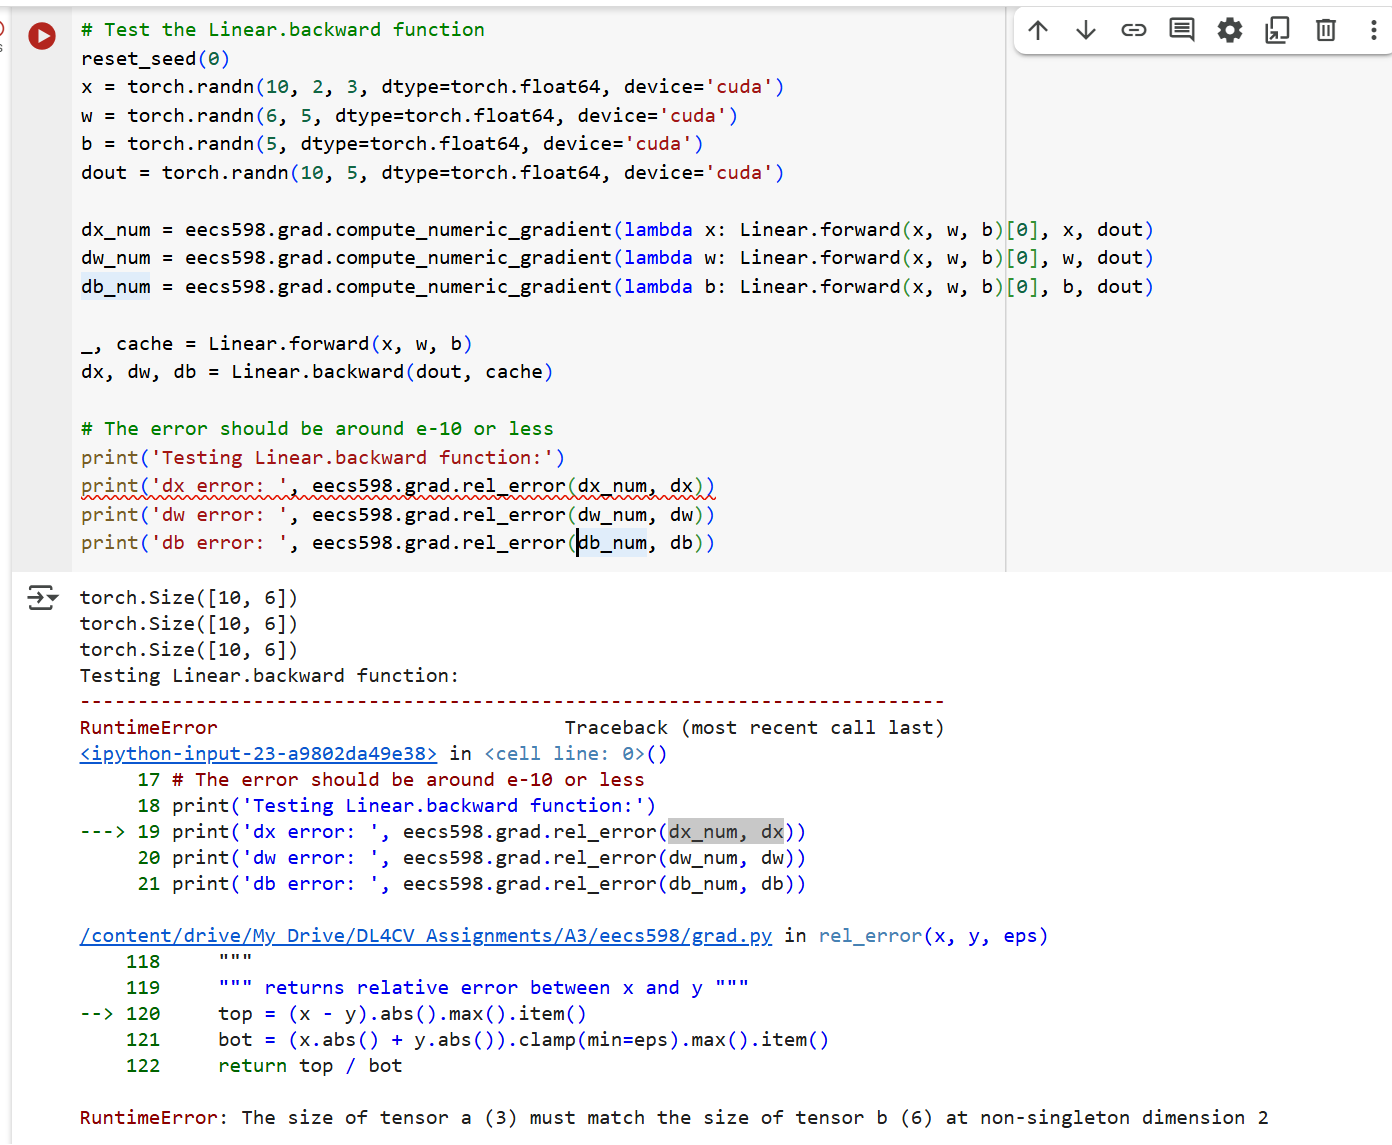 # Test the Linear.backward function
reset_seed(0)
x = torch.randn(10, 2, 3, dtype=torch.float64, device='cuda')
w = torch.randn(6, 5, dtype=torch.float64, device='cuda')
b = torch.randn(5, dtype=torch.float64, device='cuda')
dout = torch.randn(10, 5, dtype=torch.float64, device='cuda')
dx_num = eecs598.grad.compute_numeric_gradient(lambda x: Linear.forward(x, w, b)[0], x, dout)
dw_num = eecs598.grad.compute_numeric_gradient(lambda w: Linear.forward(x, w, b)[0], w, dout)
db_num = eecs598.grad.compute_numeric_gradient(lambda b: Linear.forward(x, w, b)[0], b, dout)
_, cache = Linear.forward(x, w, b)
dx, dw, db = Linear.backward(dout, cache)
# The error should be around e-10 or less
print('Testing Linear.backward function:')
print('dx error: ', eecs598.grad.rel_error(dx_num, dx))
print('dw error: ', eecs598.grad.rel_error(dw_num, dw))
print('db error: ', eecs598.grad.rel_error(db_num, db))
torch.Size([10, 6])
torch.Size([10, 6])
torch.Size([10, 6])
Testing Linear.backward function:
---------------------------------------------------------------------------
RuntimeError                              Traceback (most recent call last)
<ipython-input-23-a9802da49e38> in <cell line: 0>()
     17 # The error should be around e-10 or less
     18 print('Testing Linear.backward function:')
---> 19 print('dx error: ', eecs598.grad.rel_error(dx_num, dx))
     20 print('dw error: ', eecs598.grad.rel_error(dw_num, dw))
     21 print('db error: ', eecs598.grad.rel_error(db_num, db))
/content/drive/My Drive/DL4CV Assignments/A3/eecs598/grad.py in rel_error(x, y, eps)
    118     """
    119     """ returns relative error between x and y """
--> 120     top = (x - y).abs().max().item()
    121     bot = (x.abs() + y.abs()).clamp(min=eps).max().item()
    122     return top / bot
RuntimeError: The size of tensor a (3) must match the size of tensor b (6) at non-singleton dimension 2